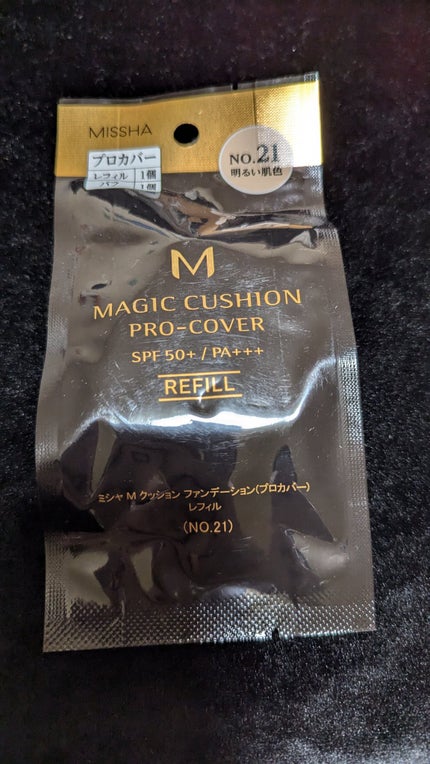 MISSHA
プロカバー
レフィル 1個
パフ 1個
NO.21
明るい肌色
M
MAGIC CUSHION
PRO-COVER
SPF 50+ / PA+++
REFILL
ミシャ M クッション ファンデーション(プロカバー)
レフィル
(NO.21)